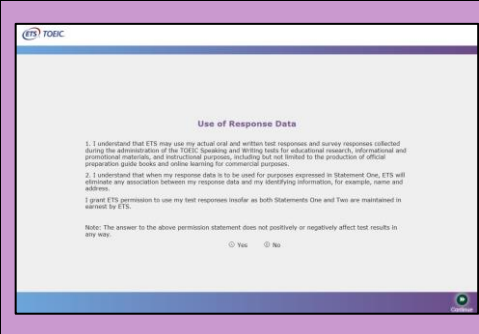 ETS TOEIC
Use of Response Data
1. I understand that ETS may use my actual oral and written test responses and survey responses collected
during the administration of the TOEIC Speaking and Writing tests for educational research, informational and
promotional materials, and instructional purposes, including but not limited to the production of official
preparation guide books and online learning for commercial purposes.
2. I understand that when my response data is to be used for purposes expressed in Statement One, ETS will
eliminate any association between my response data and my identifying information, for example, name and
address.
I grant ETS permission to use my test responses insofar as both Statements One and Two are maintained in
earnest by ETS.
Note: The answer to the above permission statement does not positively or negatively affect test results in
any way.
Yes No
Continue